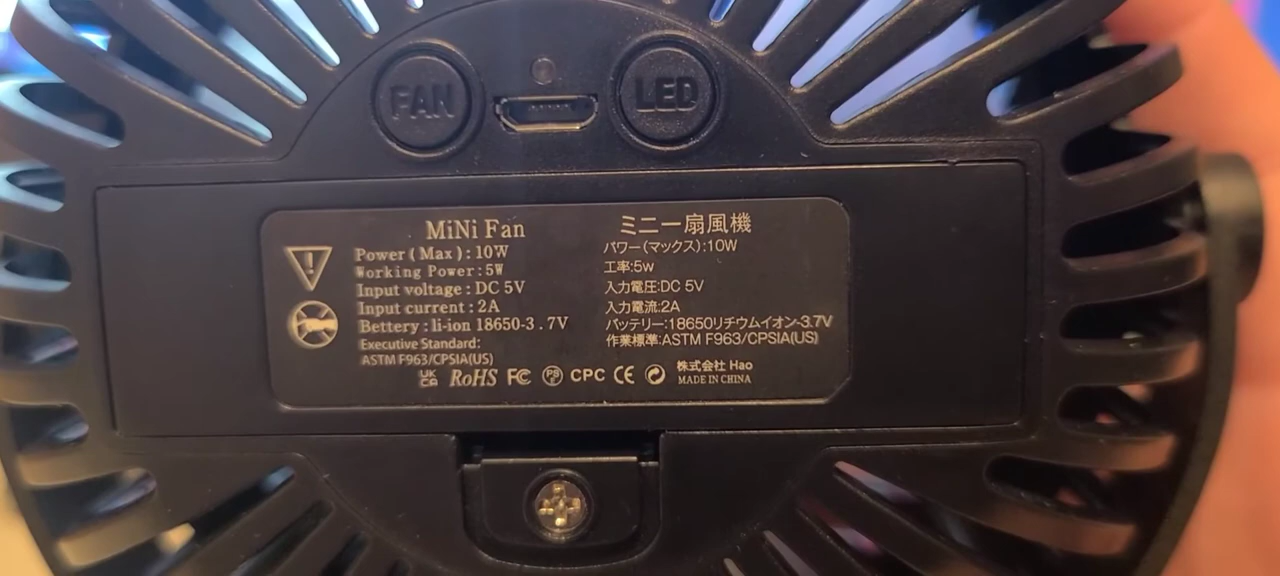 FAN
LED
MiNi Fan
Power(Max):10W
Working Power:5W
Input voltage:DC 5V
Input current:2A
Bettery:li-ion 18650-3.7V
Executive Standard:
ASTM F963/CPSIA(US)
ミニー扇風機
パワー(マックス):10W
工率:5w
入力電圧:DC 5V
入力電流:2A
バッテリー:18650リチウムイオン-3.7V
作業標準:ASTM F963/CPSIA(US)
UK CA RoHS FC PS E CPC CE
株式会社 Hao
MADE IN CHINA